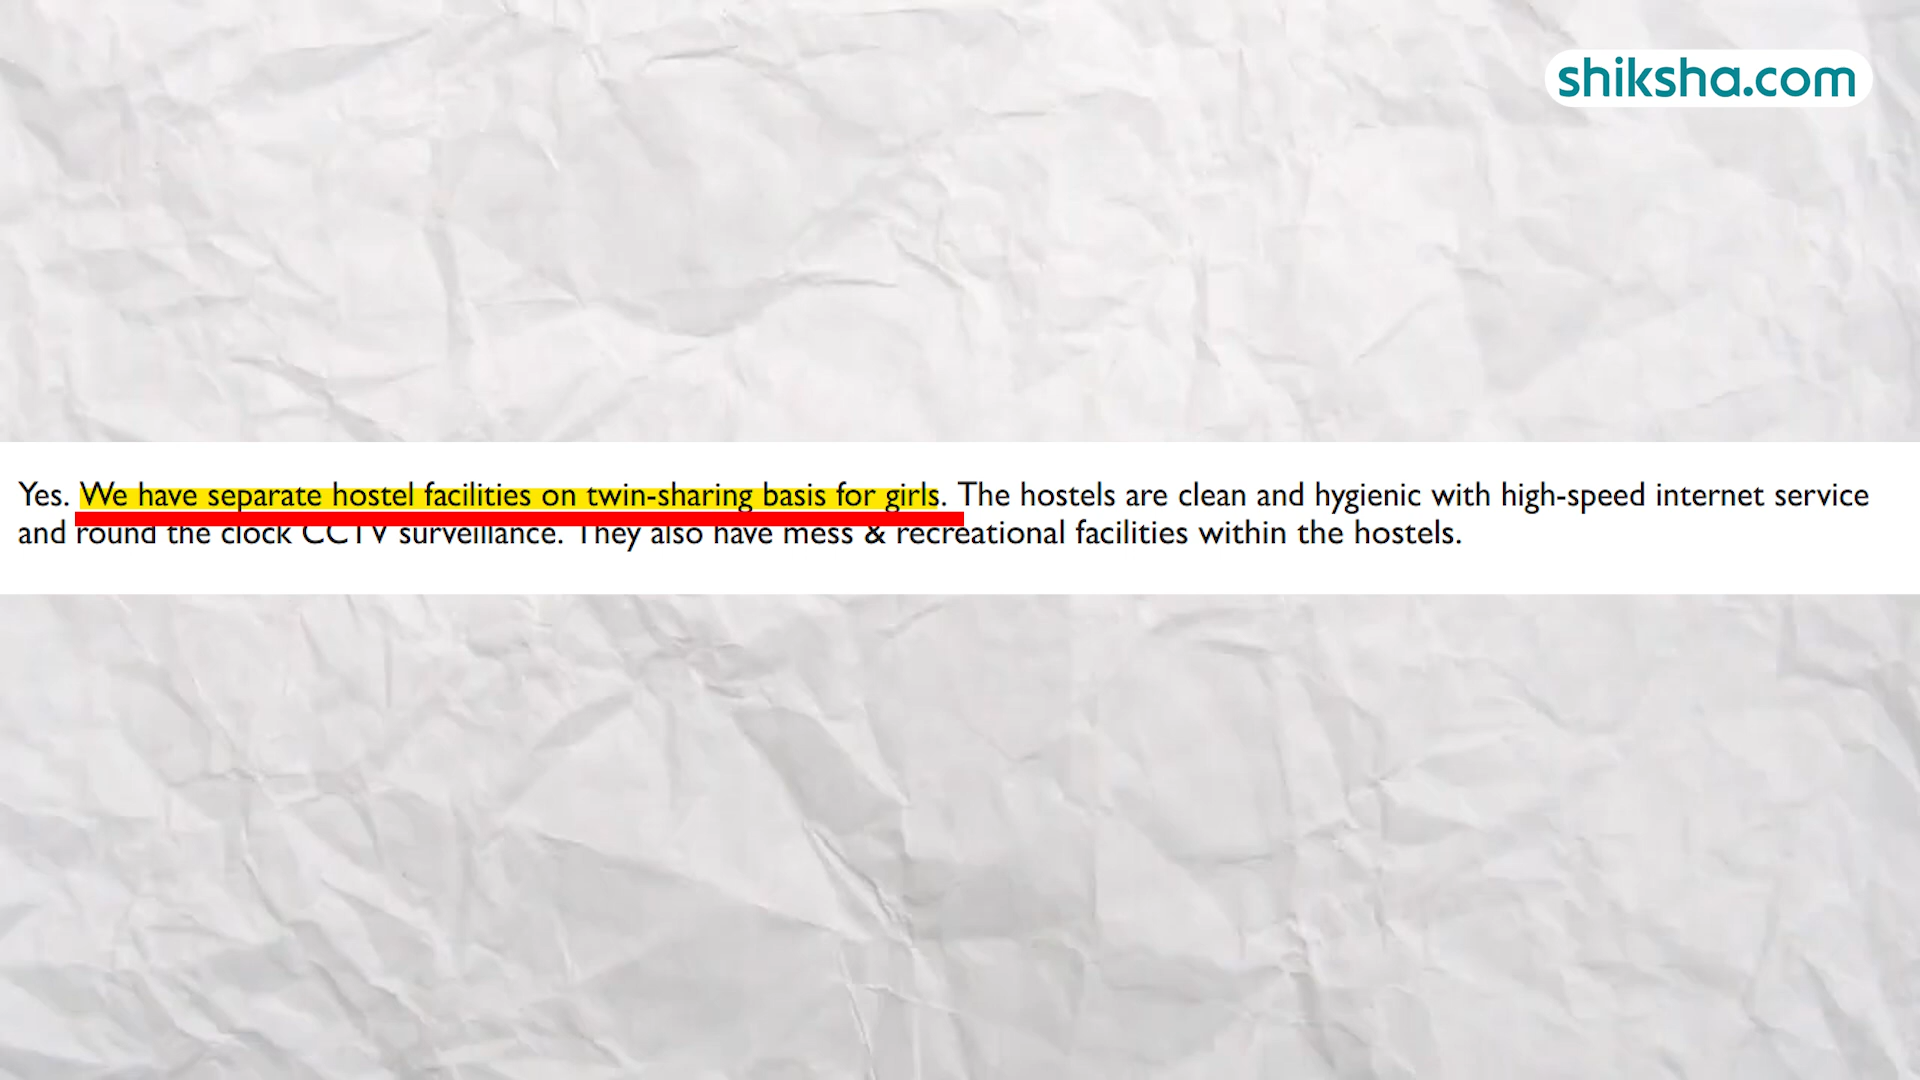 shiksha.com
Yes. We have separate hostel facilities on twin-sharing basis for girls. The hostels are clean and hygienic with high-speed internet service
and round the clock CCTV surveillance. They also have mess & recreational facilities within the hostels.